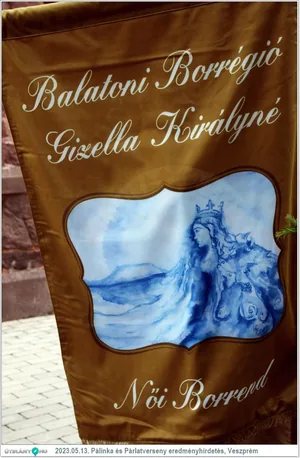 Balatoni Borrégió
Gizella Királyné
Női Borrend
2023.05.13. Pálinka és Párlatverseny eredményhirdetés, Veszprém